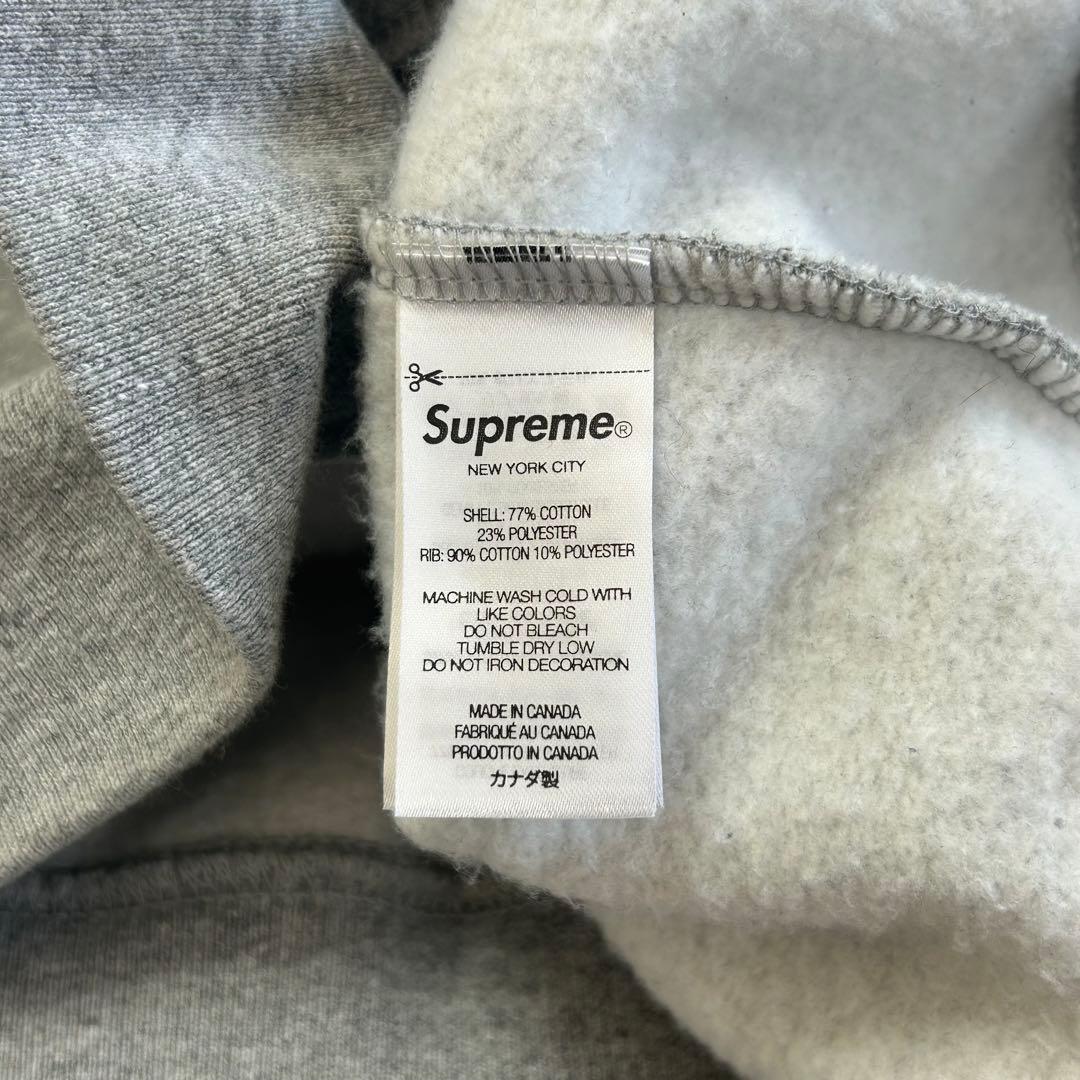 Supreme®
NEW YORK CITY
SHELL: 77% COTTON
23% POLYESTER
RIB: 90% COTTON 10% POLYESTER
MACHINE WASH COLD WITH
LIKE COLORS
DO NOT BLEACH
TUMBLE DRY LOW
DO NOT IRON DECORATION
MADE IN CANADA
FABRIQUÉ AU CANADA
PRODOTTO IN CANADA
カナダ製